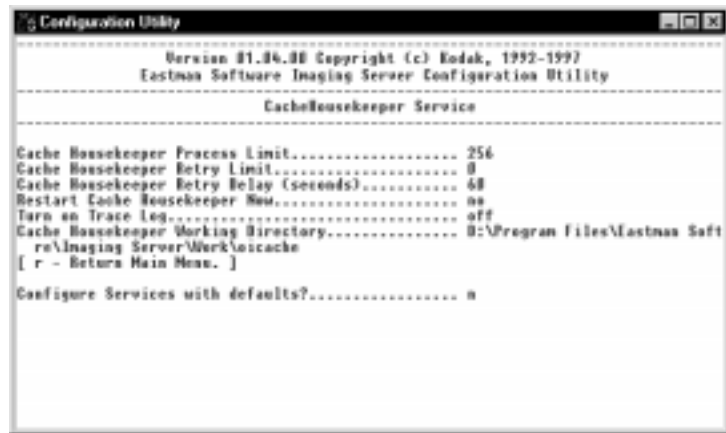 Configuration Utility
Version 01.04.00 Copyright (c) Kodak, 1992-1997
Eastman Software Imaging Server Configuration Utility
CacheHousekeeper Service
Cache Housekeeper Process Limit................... 256
Cache Housekeeper Retry Limit..................... 0
Cache Housekeeper Retry Delay (seconds)........... 60
Restart Cache Housekeeper Now..................... no
Turn on Trace Log................................. off
Cache Housekeeper Working Directory............... D:\Program Files\Eastman Soft
re\Imaging Server\Work\oicache
[ r - Return Main Menu. ]
Configure Services with defaults?................. n